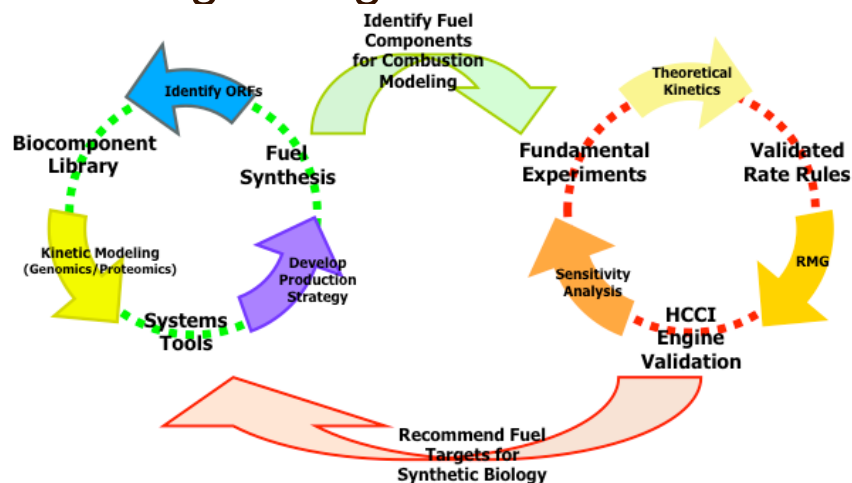 Identify Fuel
Components
for Combustion
Modeling
Identify ORFs
Biocomponent
Library
Fuel
Synthesis
Kinetic Modeling
(Genomics/Proteomics)
Develop
Production
Strategy
Systems
Tools
Theoretical
Kinetics
Fundamental
Experiments
Validated
Rate Rules
Sensitivity
Analysis
RMG
HCCI
Engine
Validation
Recommend Fuel
Targets for
Synthetic Biology